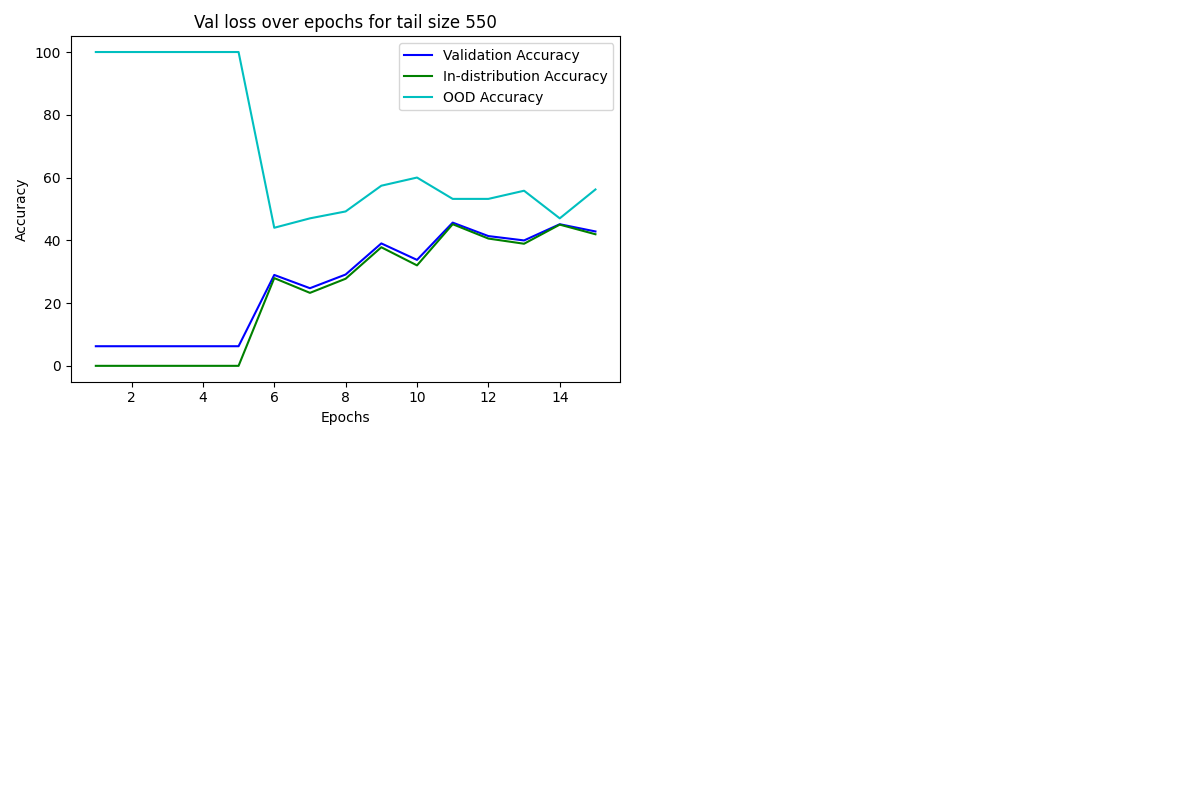 Val loss over epochs for tail size 550
Validation Accuracy
In-distribution Accuracy
OOD Accuracy
100
80
60
40
20
0
Accuracy
2 4 6 8 10 12 14
Epochs